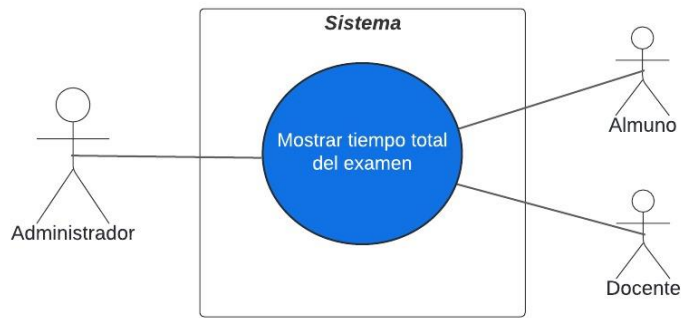 Sistema
Mostrar tiempo total
del examen
Almuno
Administrador
Docente